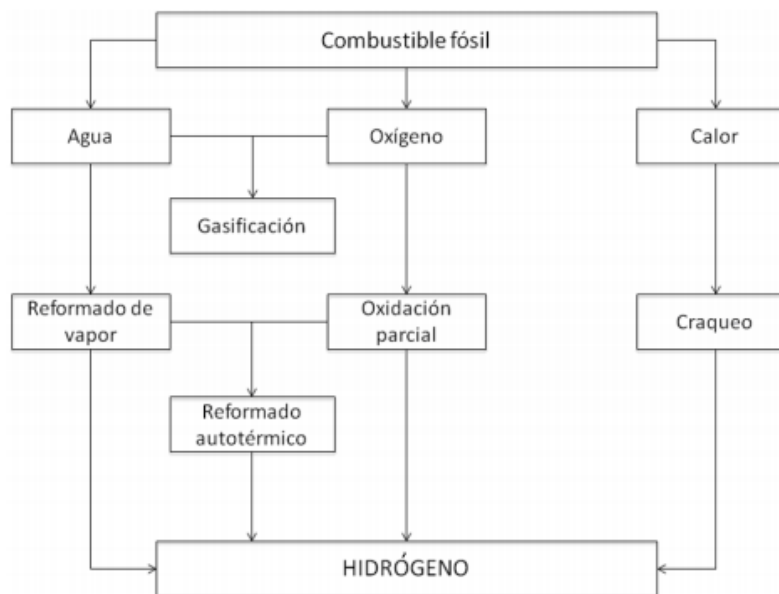 Combustible fósil
Agua
Oxígeno
Calor
Gasificación
Reformado de
vapor
Oxidación
parcial
Craqueo
Reformado
autotérmico
HIDRÓGENO